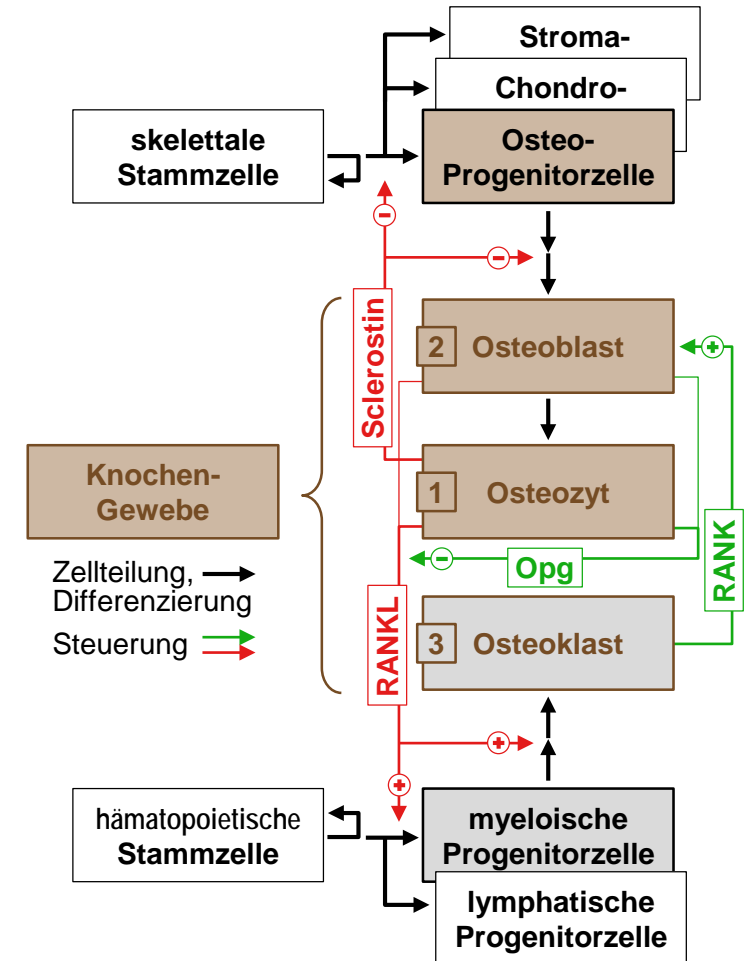 Stroma-
Chondro-
skelettale
Stammzelle
Osteo-
Progenitorzelle
−
−
Sclerostin
2 Osteoblast
+
Knochen-
Gewebe
1 Osteozyt
RANK
−
Opg
Zellteilung,
Differenzierung
Steuerung
RANKL
3 Osteoklast
+
+
hämatopoietische
Stammzelle
myeloische
Progenitorzelle
lymphatische
Progenitorzelle